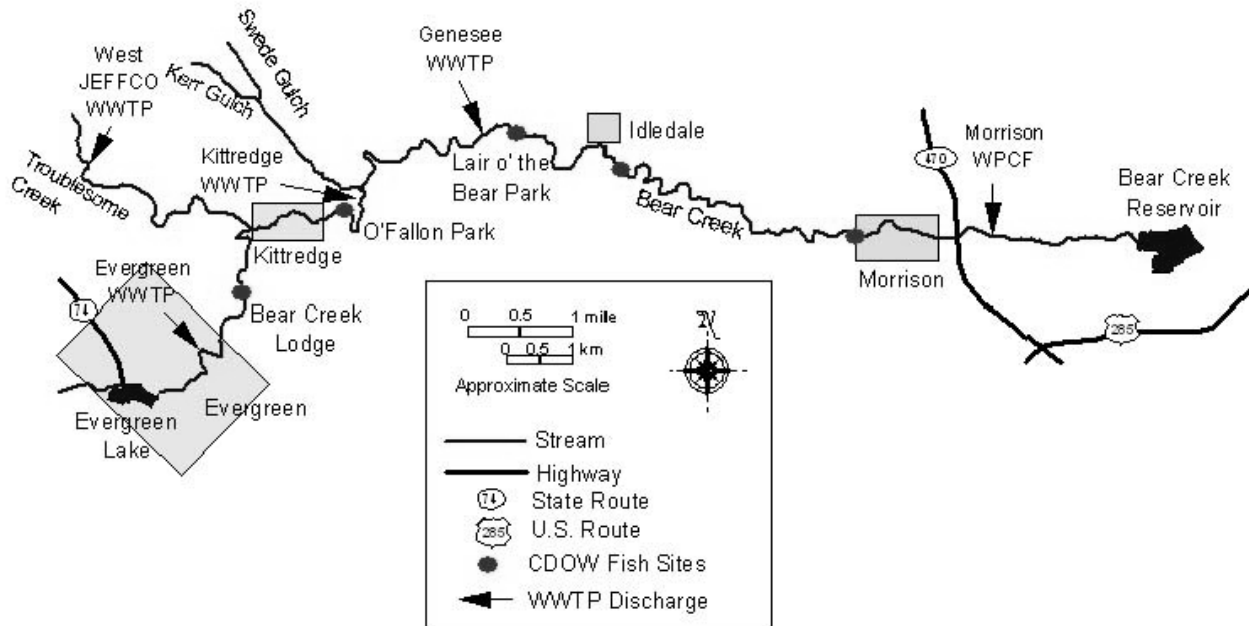 West
JEFFCO
WWTP
Swede Gulch
Kerr Gulch
Genesee
WWTP
Idledale
470
Morrison
WPCF
Bear Creek
Reservoir
Troublesome
Creek
Kittredge
WWTP
Lair o' the
Bear Park
Bear Creek
O'Fallon Park
Kittredge
Morrison
Evergreen
WWTP
74
Bear Creek
Lodge
285
Evergreen
Lake
Evergreen
0 0.5 1 mile
0 0.5 1 km
Approximate Scale
N
Stream
Highway
74 State Route
285 U.S. Route
CDOW Fish Sites
WWTP Discharge